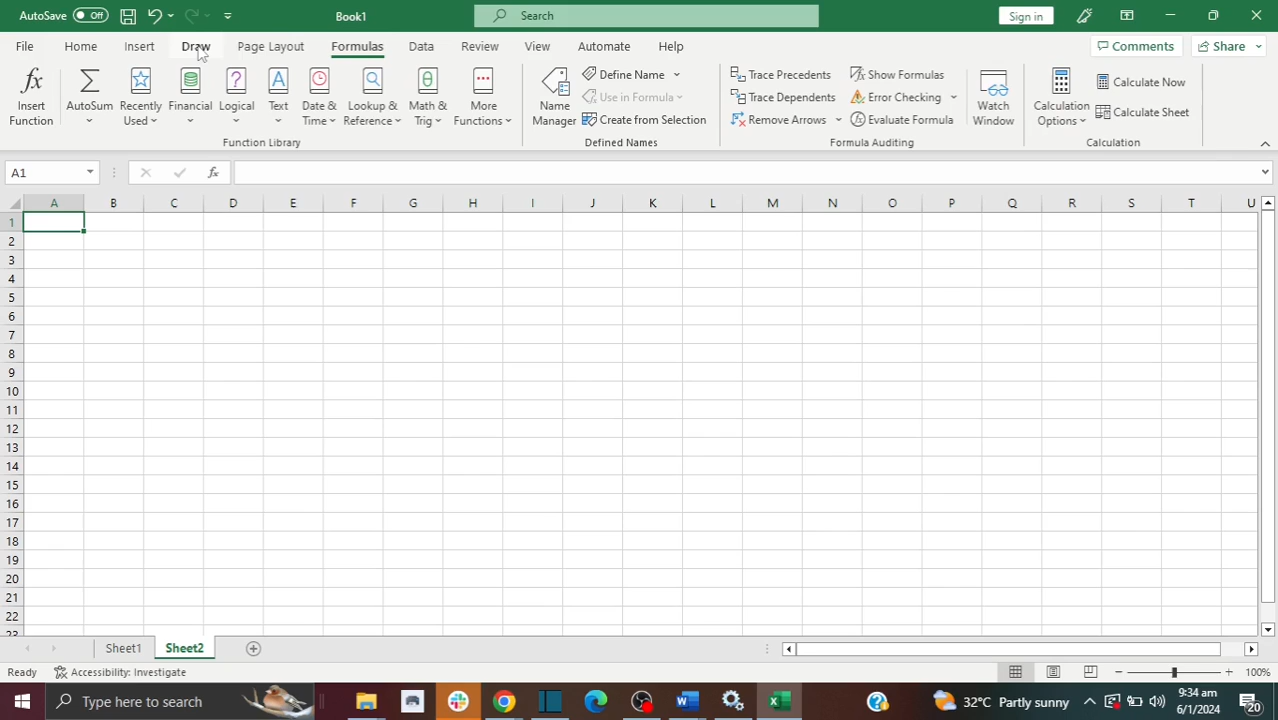 AutoSave Off Book1 Search Sign in
File Home Insert Draw Page Layout Formulas Data Review View Automate Help Comments Share
Insert Function AutoSum Recently Used Financial Logical Text Date & Time Lookup & Reference Math & Trig More Functions
Function Library
Name Manager
Define Name
Use in Formula
Create from Selection
Defined Names
Trace Precedents Show Formulas
Trace Dependents Error Checking
Remove Arrows Evaluate Formula
Watch Window
Formula Auditing
Calculation Options
Calculate Now
Calculate Sheet
Calculation
A1 fx
A B C D E F G H I J K L M N O P Q R S T U
1
2
3
4
5
6
7
8
9
10
11
12
13
14
15
16
17
18
19
20
21
22
23
Sheet1 Sheet2
Ready Accessibility: Investigate 100%
Type here to search 32°C Partly sunny 9:34 am
6/1/2024 20